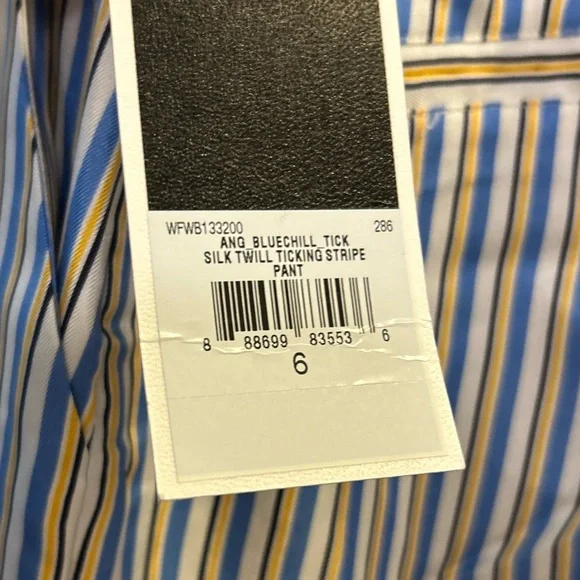 WFWB133200 286
ANG_BLUECHILL_TICK
SILK TWILL TICKING STRIPE
PANT
8 88699 83553 6
6